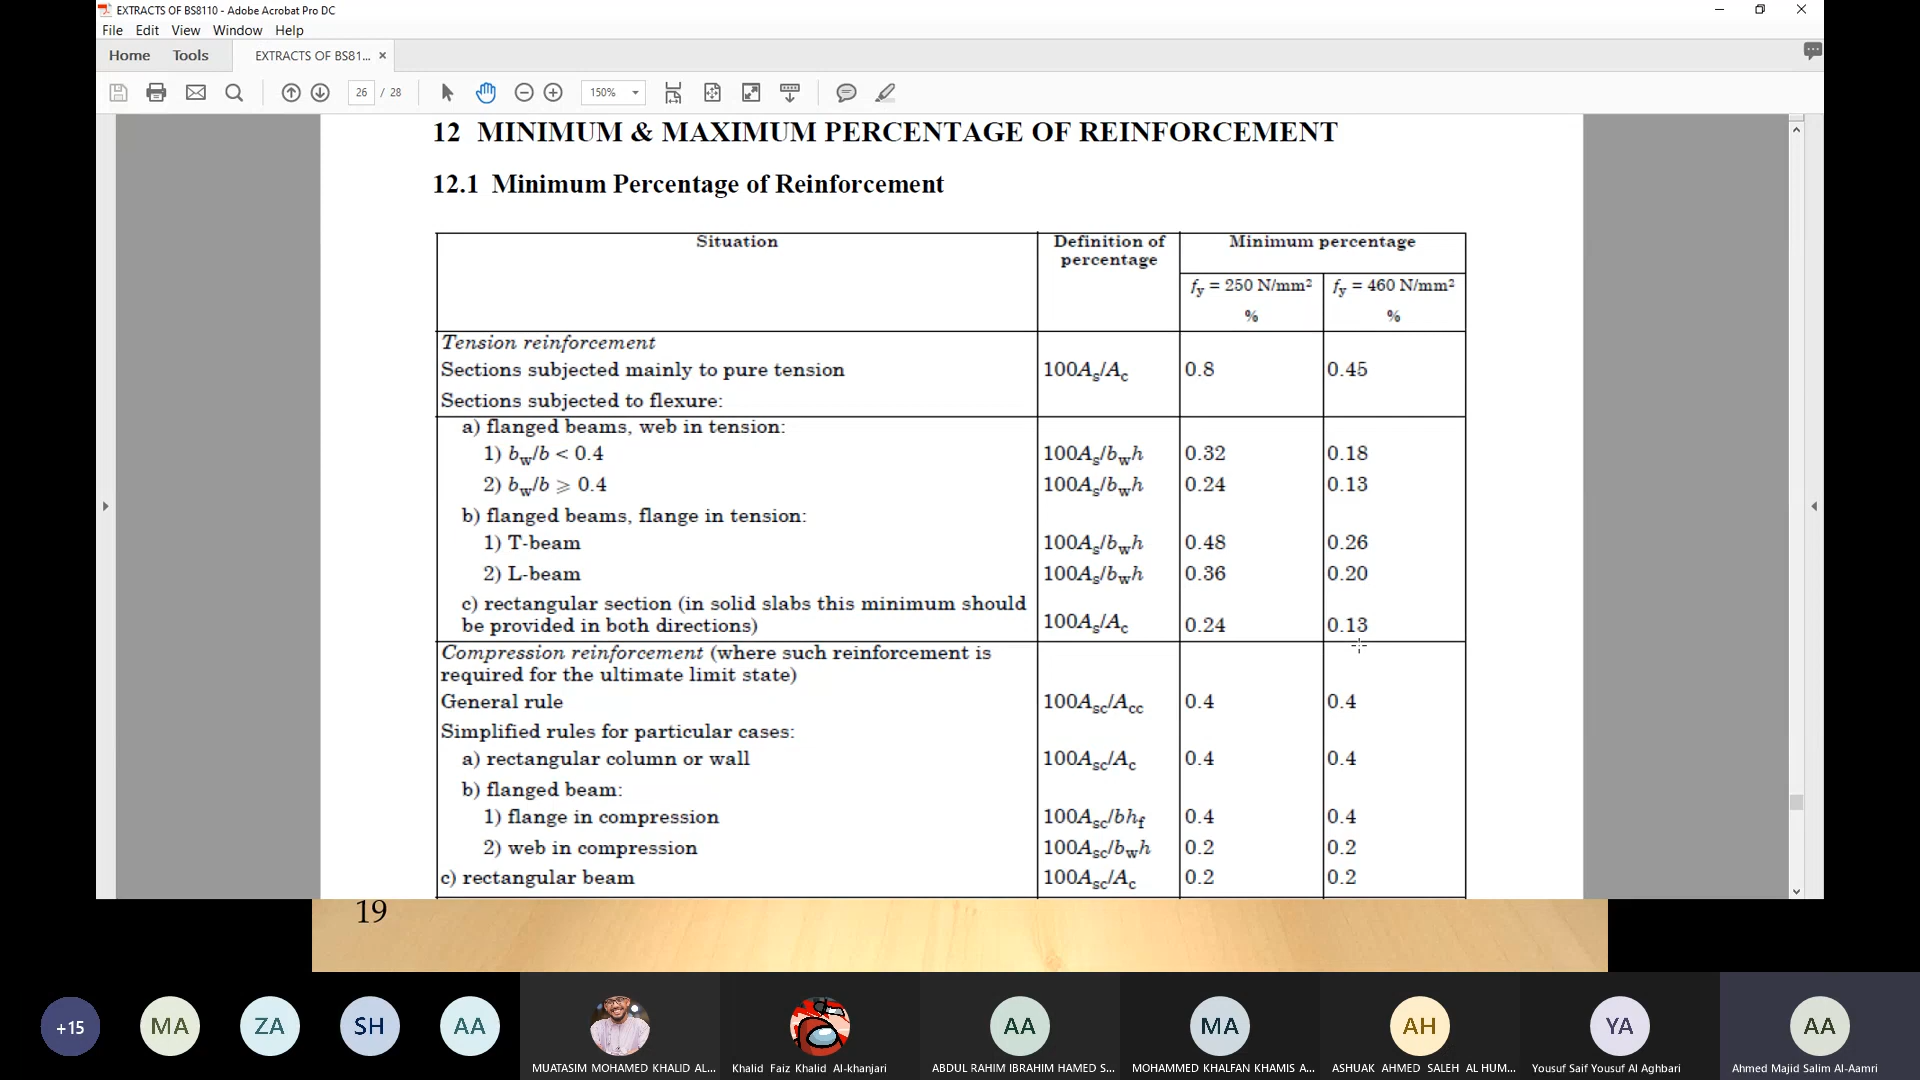 EXTRACTS OF BS8110 - Adobe Acrobat Pro DC
File Edit View Window Help
Home Tools EXTRACTS OF BS81... ×
26 / 28 150%
12 MINIMUM & MAXIMUM PERCENTAGE OF REINFORCEMENT
12.1 Minimum Percentage of Reinforcement
Situation Definition of percentage Minimum percentage
fy = 250 N/mm² fy = 460 N/mm²
% %
Tension reinforcement
Sections subjected mainly to pure tension 100As/Ac 0.8 0.45
Sections subjected to flexure:
a) flanged beams, web in tension:
1) bw/b < 0.4 100As/bwh 0.32 0.18
2) bw/b ⩾ 0.4 100As/bwh 0.24 0.13
b) flanged beams, flange in tension:
1) T-beam 100As/bwh 0.48 0.26
2) L-beam 100As/bwh 0.36 0.20
c) rectangular section (in solid slabs this minimum should
be provided in both directions) 100As/Ac 0.24 0.13
Compression reinforcement (where such reinforcement is
required for the ultimate limit state)
General rule 100Asc/Acc 0.4 0.4
Simplified rules for particular cases:
a) rectangular column or wall 100Asc/Ac 0.4 0.4
b) flanged beam:
1) flange in compression 100Asc/bhf 0.4 0.4
2) web in compression 100Asc/bwh 0.2 0.2
c) rectangular beam 100Asc/Ac 0.2 0.2
19
+15 MA ZA SH AA AA MA AH YA AA
MUATASIM MOHAMED KHALID AL... Khalid Faiz Khalid Al-khanjari ABDUL RAHIM IBRAHIM HAMED S... MOHAMMED KHALFAN KHAMIS A... ASHUAK AHMED SALEH AL HUM... Yousuf Saif Yousuf Al Aghbari Ahmed Majid Salim Al-Aamri